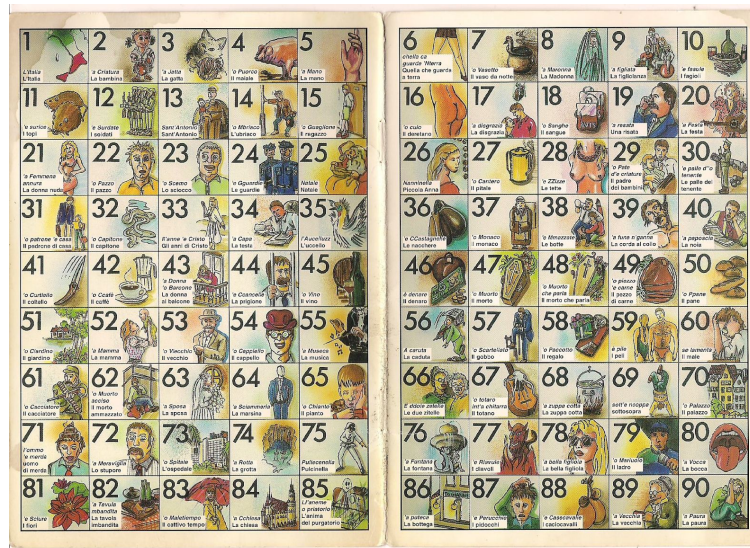 1
L'Italia
L'Italia
2
'a Criatura
La bambina
3
'a Jatta
La gatta
4
'o Puorco
Il maiale
5
'a Mano
La mano
11
'e surice
I topi
12
'e Surdate
I soldati
13
Sant'Antonio
Sant'Antonio
14
'o Mbriaco
L'ubriaco
15
'o Guaglione
Il ragazzo
21
'a Femmena
annura
La donna nuda
22
'o Pazzo
Il pazzo
23
'o Scemo
Lo sciocco
24
'e Gguardie
Le guardie
25
Natale
Natale
31
'o patrone 'e casa
Il padrone di casa
32
'o Capitone
Il capitone
33
Il'anne 'e Cristo
Gli anni di Cristo
34
'a Capa
La testa
35
l'Aucelluzz
L'uccello
41
'o Curtiello
Il coltello
42
'o Ccafè
Il caffè
43
'a Donna
'o Barcone
La donna
al balcone
44
'e Ccancelle
La prigione
45
'o Vino
Il vino
51
'o Ciardino
Il giardino
52
'a Mamma
La mamma
53
'o Viecchio
Il vecchio
54
'o Cappiello
Il cappello
55
'a Museca
La musica
61
'o Cacciatore
Il cacciatore
62
'o Muorto
acciso
Il morto
ammazzato
63
'a Sposa
La sposa
64
'a Sciammeria
La marsina
65
'o Chianto
Il pianto
71
l'ommo
'e merda
uomo
di merda
72
'a Meraviglia
Lo stupore
73
'o Spitale
L'ospedale
74
'a Rotta
La grotta
75
Pullecenella
Pulcinella
81
'e Sciure
I fiori
82
'a Tavula
mbandita
La tavola
imbandita
83
'o Maletiempo
Il cattivo tempo
84
'a Cchiesa
La chiesa
85
Ll'aneme
'o priatorio
L'anima
del purgatorio
6
chella ca
guarda 'Nterra
Quella che guarda
a terra
7
'o Vasetto
Il vaso da notte
8
'a Maronna
La Madonna
9
'a figliata
La figliolanza
10
'e fasule
I fagioli
16
'o culo
Il deretano
17
'a disgrazia
La disgrazia
18
'o Sanghe
Il sangue
19
'a resata
Una risata
20
'a Festa
La festa
26
Nanninella
Piccola Anna
27
'o Cantero
Il pitale
28
'e ZZizze
Le tette
29
'o Pate
d'e criature
Il padre
dei bambini
30
'e palle d''o
tenente
Le palle del
tenente
36
'e CCastagnelle
Le nacchere
37
'o Monaco
Il monaco
38
'e Mmazzate
Le botte
39
'a fune 'n ganna
La corda al collo
40
'a paposcia
La noia
46
è denare
Il denaro
47
'o Muorto
Il morto
48
'o Muorto
che parla
Il morto che parla
49
'o piezzo
'e carne
Il pezzo
di carne
50
'o Ppane
Il pane
56
A caruta
La caduta
57
'o Scartellato
Il gobbo
58
'o Paccotto
Il regalo
è pile
I peli
60
se lamenta
Il male
66
E ddoie zetelle
Le due zitelle
67
'o totaro
int'a chitarra
Il totano
68
'a zuppa cotta
La zuppa cotta
69
sott'e ncoppa
sottosopra
70
'o Palazzo
Il palazzo
76
'a Funtana
La fontana
77
'e Riavule
I diavoli
78
'a bella figliola
La bella figliola
79
'o Mariuolo
Il ladro
80
'a Vocca
La bocca
86
'a puteca
La bottega
87
'e Perucchie
I pidocchi
88
'e Casecavalle
I caciocavalli
89
'a Vecchia
La vecchia
90
'a Paura
La paura